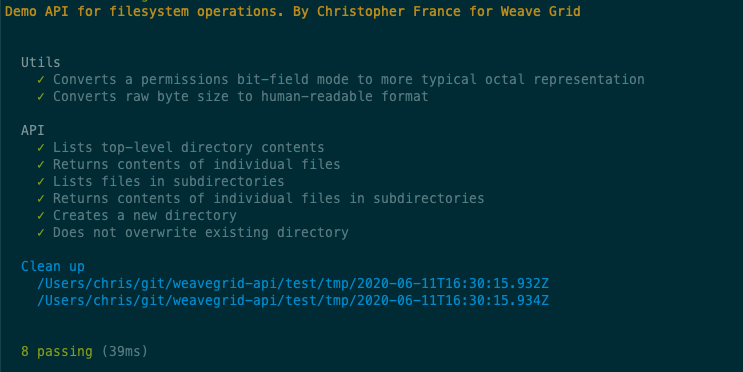 Demo API for filesystem operations. By Christopher France for Weave Grid
Utils
✓ Converts a permissions bit-field mode to more typical octal representation
✓ Converts raw byte size to human-readable format
API
✓ Lists top-level directory contents
✓ Returns contents of individual files
✓ Lists files in subdirectories
✓ Returns contents of individual files in subdirectories
✓ Creates a new directory
✓ Does not overwrite existing directory
Clean up
/Users/chris/git/weavegrid-api/test/tmp/2020-06-11T16:30:15.932Z
/Users/chris/git/weavegrid-api/test/tmp/2020-06-11T16:30:15.934Z
8 passing (39ms)